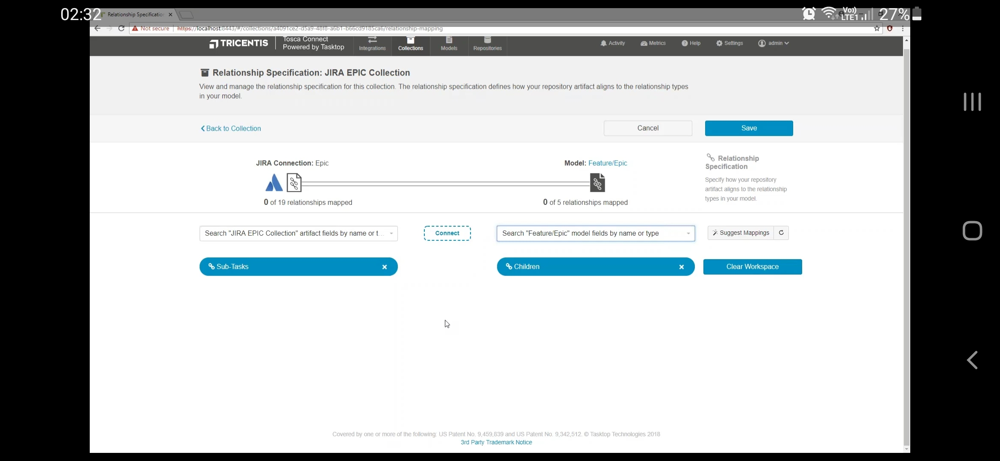 02:32
Vo))
LTE1
27%
Relationship Specification
Not secure
https://localhost:8443/#/collections/a4091ce2-d5a9-48f8-a6b1-b66cd9185ca6/relationship-mapping
TRICENTIS
Tosca Connect
Powered by Tasktop
Integrations
Collections
Models
Repositories
Activity
Metrics
Help
Settings
admin
Relationship Specification: JIRA EPIC Collection
View and manage the relationship specification for this collection. The relationship specification defines how your repository artifact aligns to the relationship types
in your model.
Back to Collection
Cancel
Save
JIRA Connection: Epic
Model: Feature/Epic
0 of 19 relationships mapped
0 of 5 relationships mapped
Relationship
Specification
Specify how your repository
artifact aligns to the relationship
types in your model.
Search "JIRA EPIC Collection" artifact fields by name or t...
Connect
Search "Feature/Epic" model fields by name or type
Suggest Mappings
Sub-Tasks
Children
Clear Workspace
Covered by one or more of the following: US Patent No. 9,459,839 and US Patent No. 9,342,512. © Tasktop Technologies 2018
3rd Party Trademark Notice